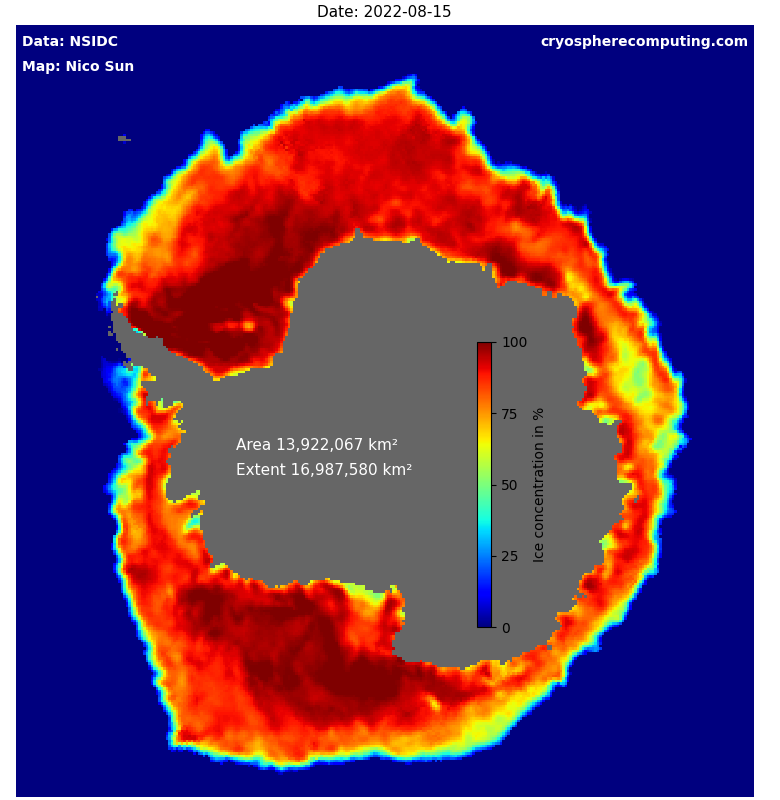 Date: 2022-08-15
Data: NSIDC
cryospherecomputing.com
Map: Nico Sun
100
75
50
25
0
Ice concentration in %
Area 13,922,067 km²
Extent 16,987,580 km²